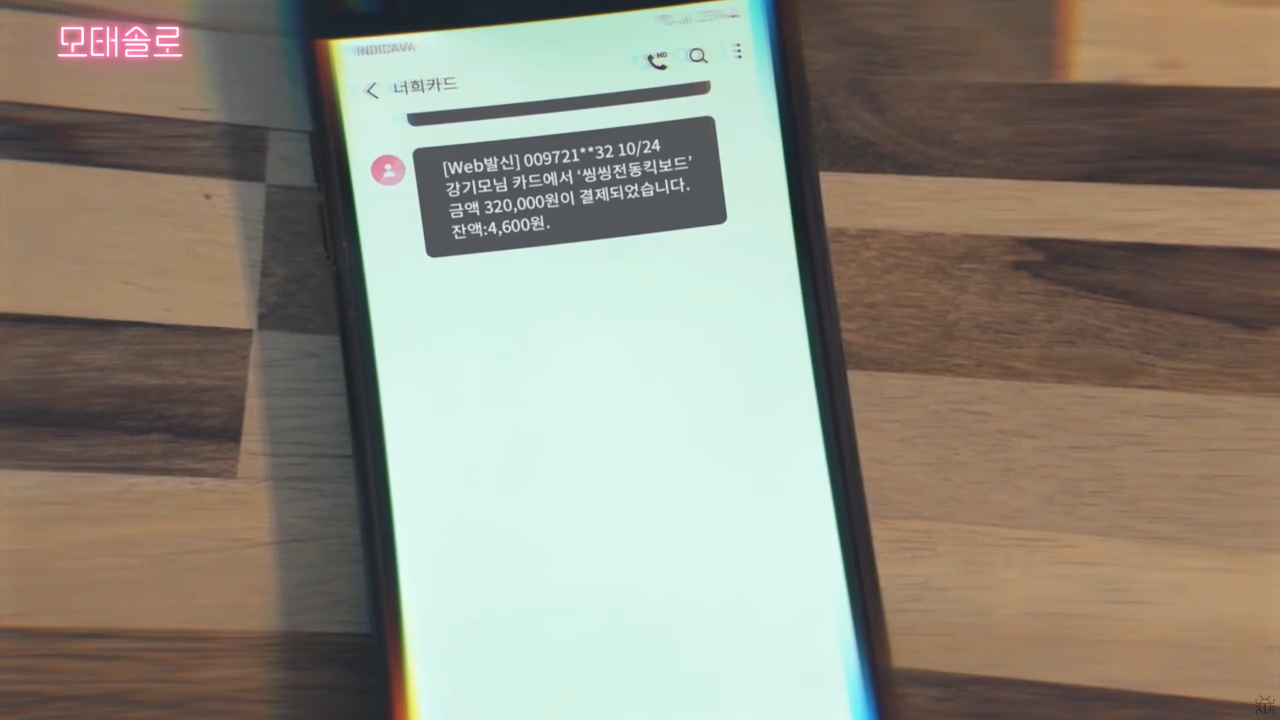 모태솔로
INDICAVA
HD
너희카드
[Web발신] 009721**32 10/24
강기모님 카드에서 ‘씽씽전동킥보드’
금액 320,000원이 결제되었습니다.
잔액:4,600원.